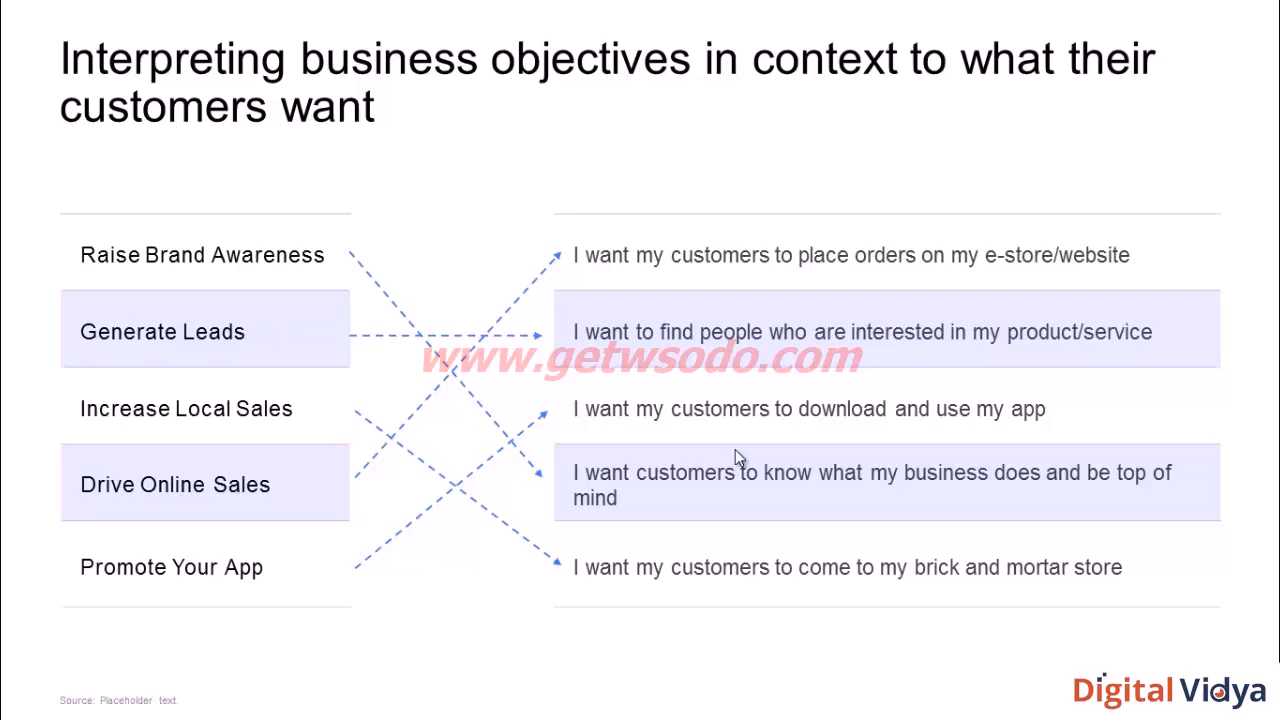 Interpreting business objectives in context to what their
customers want
Raise Brand Awareness
I want my customers to place orders on my e-store/website
Generate Leads
I want to find people who are interested in my product/service
www.getwsodo.com
Increase Local Sales
I want my customers to download and use my app
Drive Online Sales
I want customers to know what my business does and be top of
mind
Promote Your App
I want my customers to come to my brick and mortar store
Source: Placeholder text.
Digital Vidya